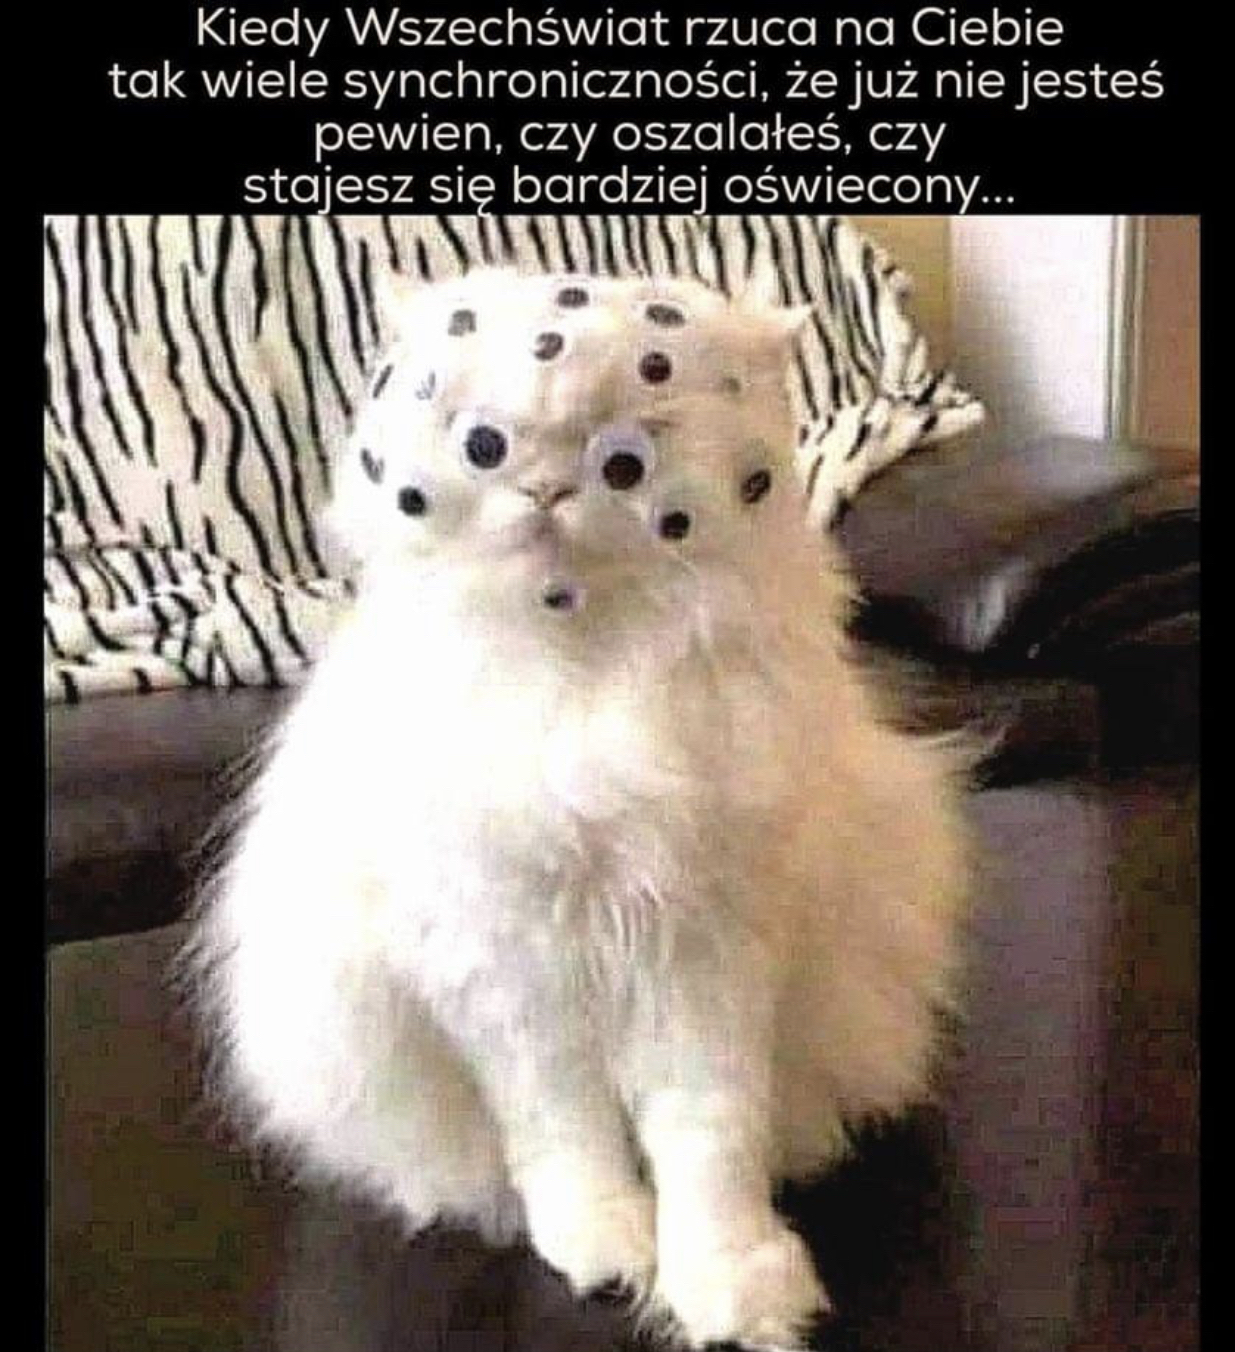 Kiedy Wszechświat rzuca na Ciebie
tak wiele synchroniczności, że już nie jesteś
pewien, czy oszalałeś, czy
stajesz się bardziej oświecony...